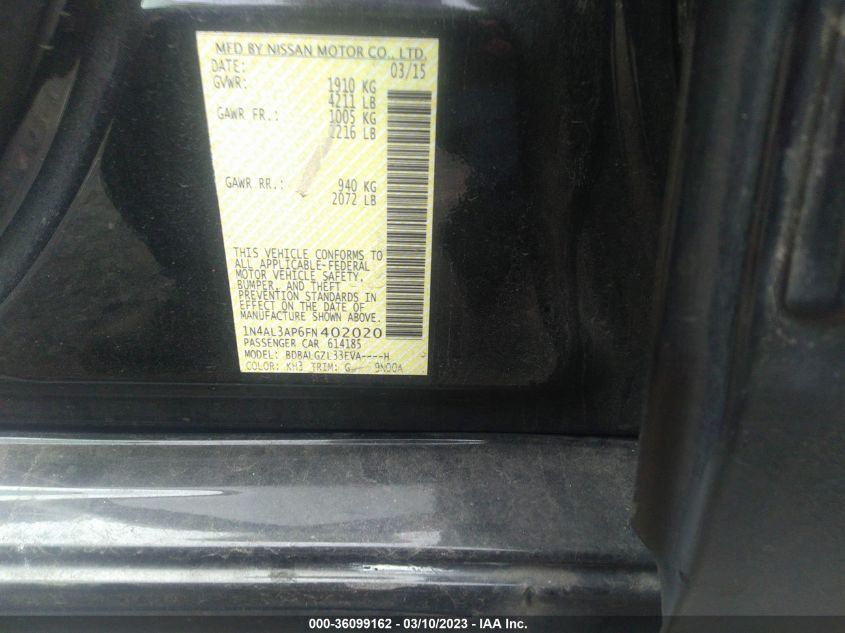 MFD BY NISSAN MOTOR CO., LTD.
DATE: 03/15
GVWR: 1910 KG
4211 LB
GAWR FR.: 1005 KG
2216 LB
GAWR RR.: 940 KG
2072 LB
THIS VEHICLE CONFORMS TO
ALL APPLICABLE-FEDERAL
MOTOR VEHICLE SAFETY,
BUMPER, AND THEFT
PREVENTION STANDARDS IN
EFFECT ON THE DATE OF
MANUFACTURE SHOWN ABOVE.
1N4AL3AP6FN402020
PASSENGER CAR 614185
MODEL: BDBALGZL33EVA----H
COLOR: KH3 TRIM: G 9N00A
000-36099162 - 03/10/2023 - IAA Inc.